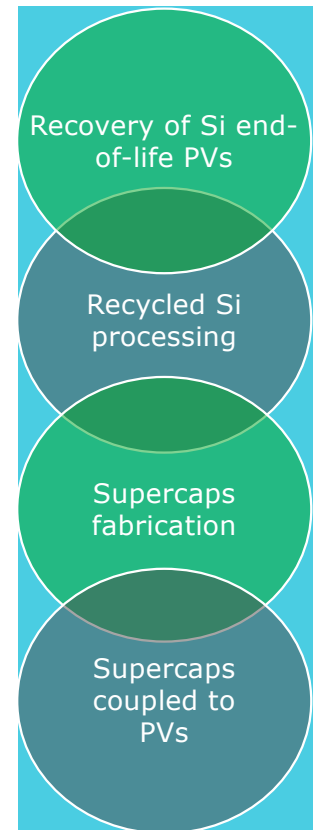 Recovery of Si end-
of-life PVs
Recycled Si
processing
Supercaps
fabrication
Supercaps
coupled to
PVs